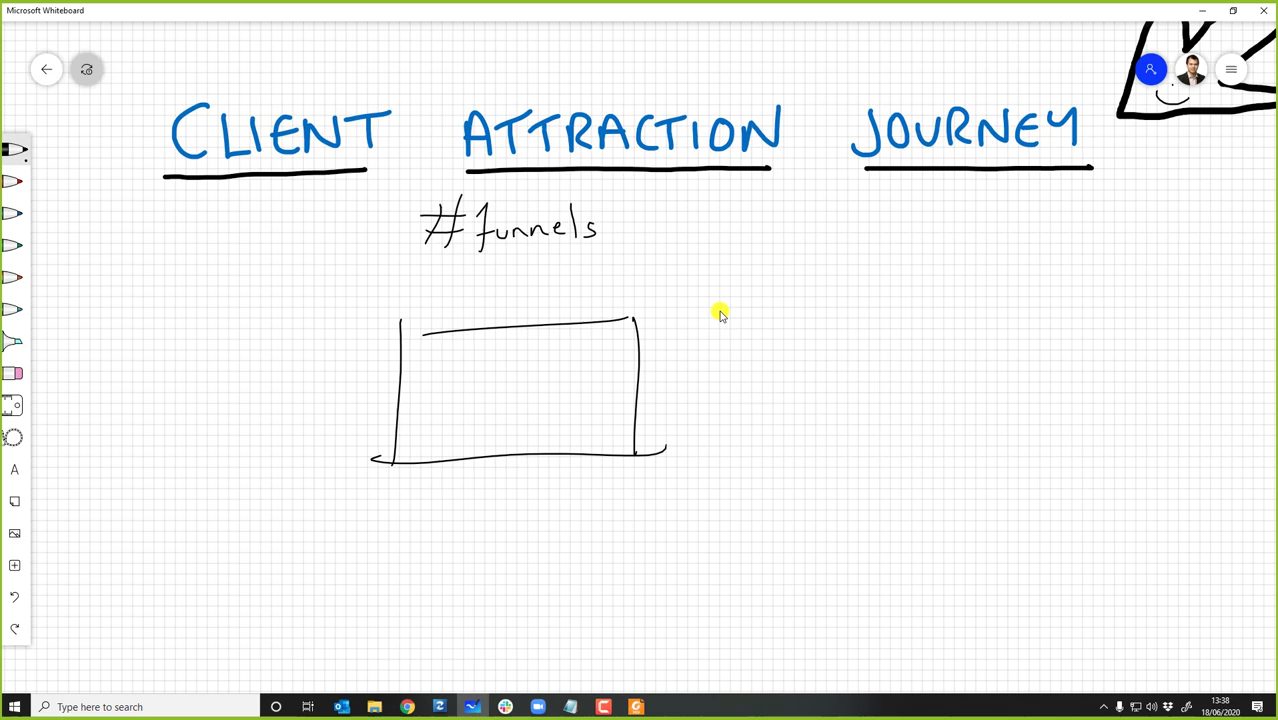 Microsoft Whiteboard
CLIENT ATTRACTION JOURNEY
#funnels
A
Type here to search
13:38
18/06/2020